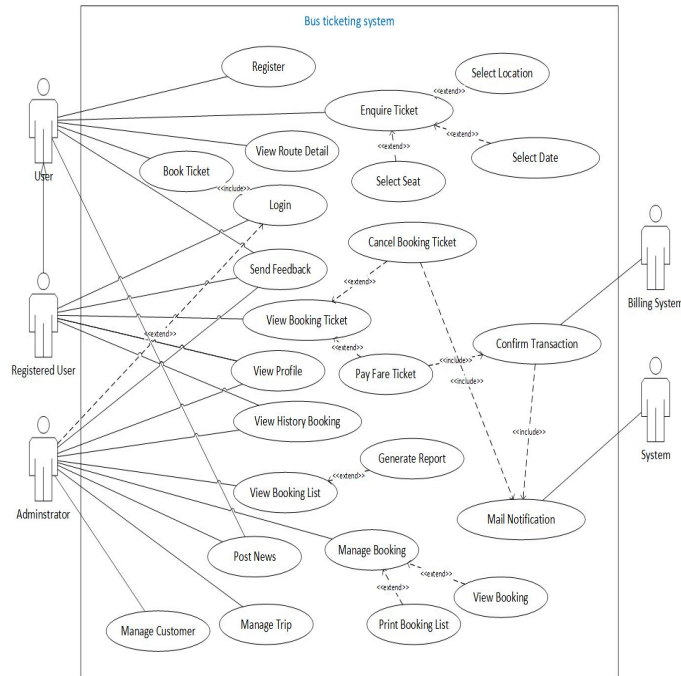 Bus ticketing system
Register
Select Location
<<extend>>
Enquire Ticket
<<extend>>
View Route Detail
<<extend>>
Select Date
Book Ticket
User
<<include>>
Select Seat
Login
Cancel Booking Ticket
Send Feedback
<<extend>>
Billing System
View Booking Ticket
<<extend>>
<<extend>>
Confirm Transaction
Registered User
View Profile
Pay Fare Ticket
<<include>>
<<include>>
View History Booking
<<include>>
System
Generate Report
<<extend>>
View Booking List
Adminstrator
Mail Notification
Post News
Manage Booking
<<extend>>
<<extend>>
View Booking
Manage Customer
Manage Trip
Print Booking List